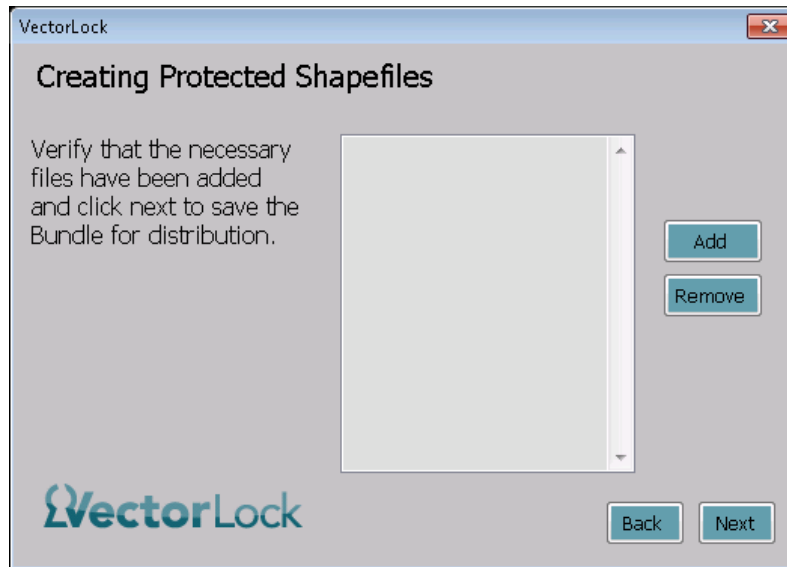 VectorLock
Creating Protected Shapefiles
Verify that the necessary
files have been added
and click next to save the
Bundle for distribution.
Add
Remove
VectorLock
Back
Next